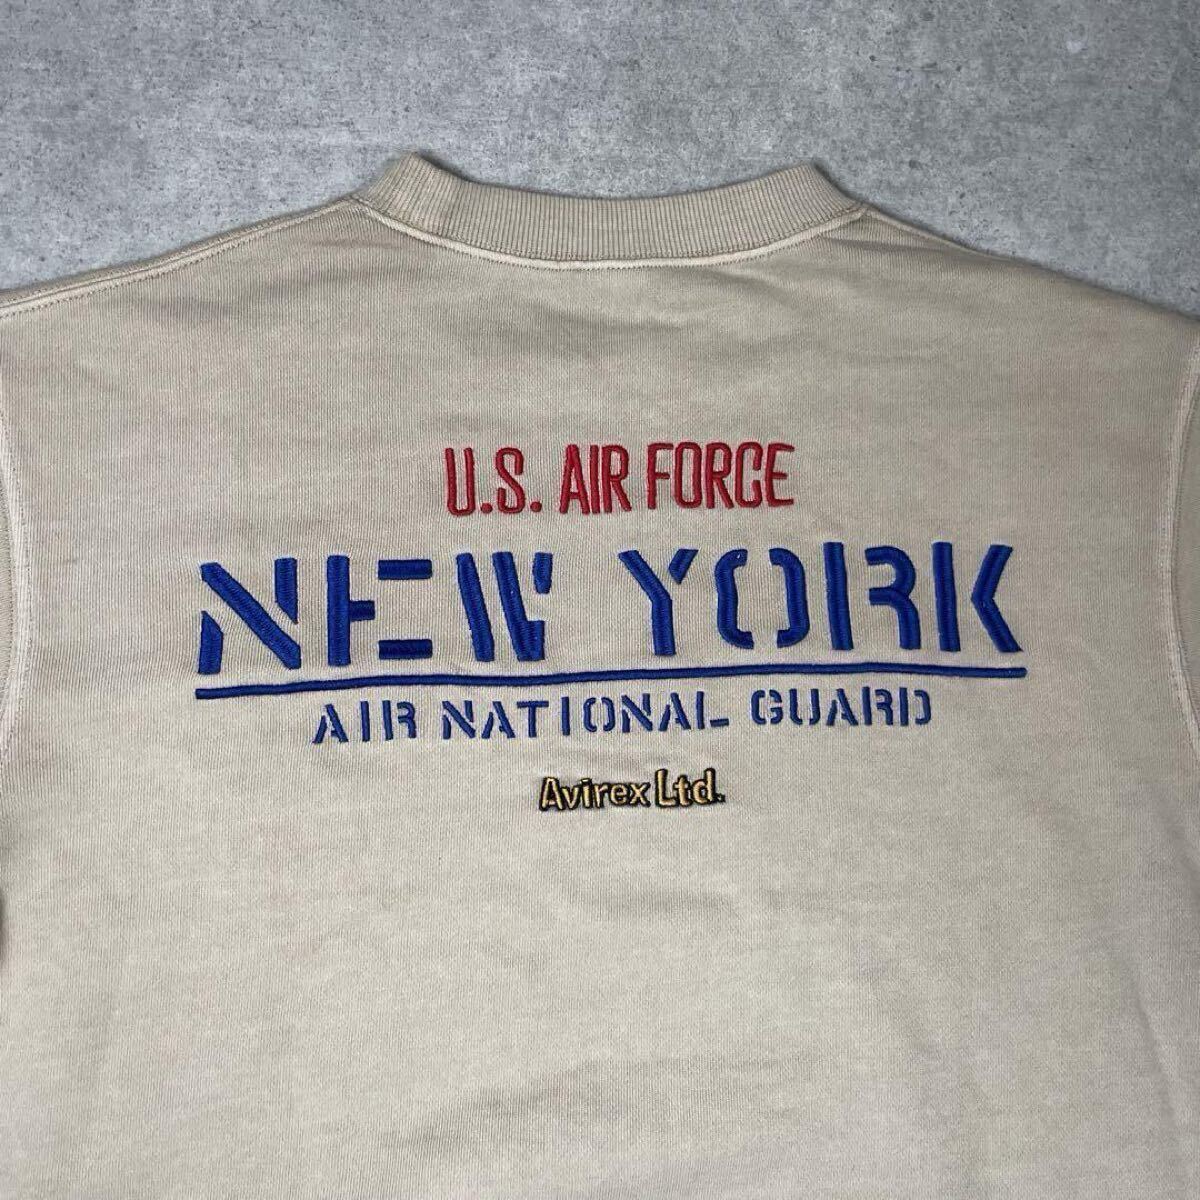 U.S. AIR FORCE
NEW YORK
AIR NATIONAL GUARD
Avirex Ltd.